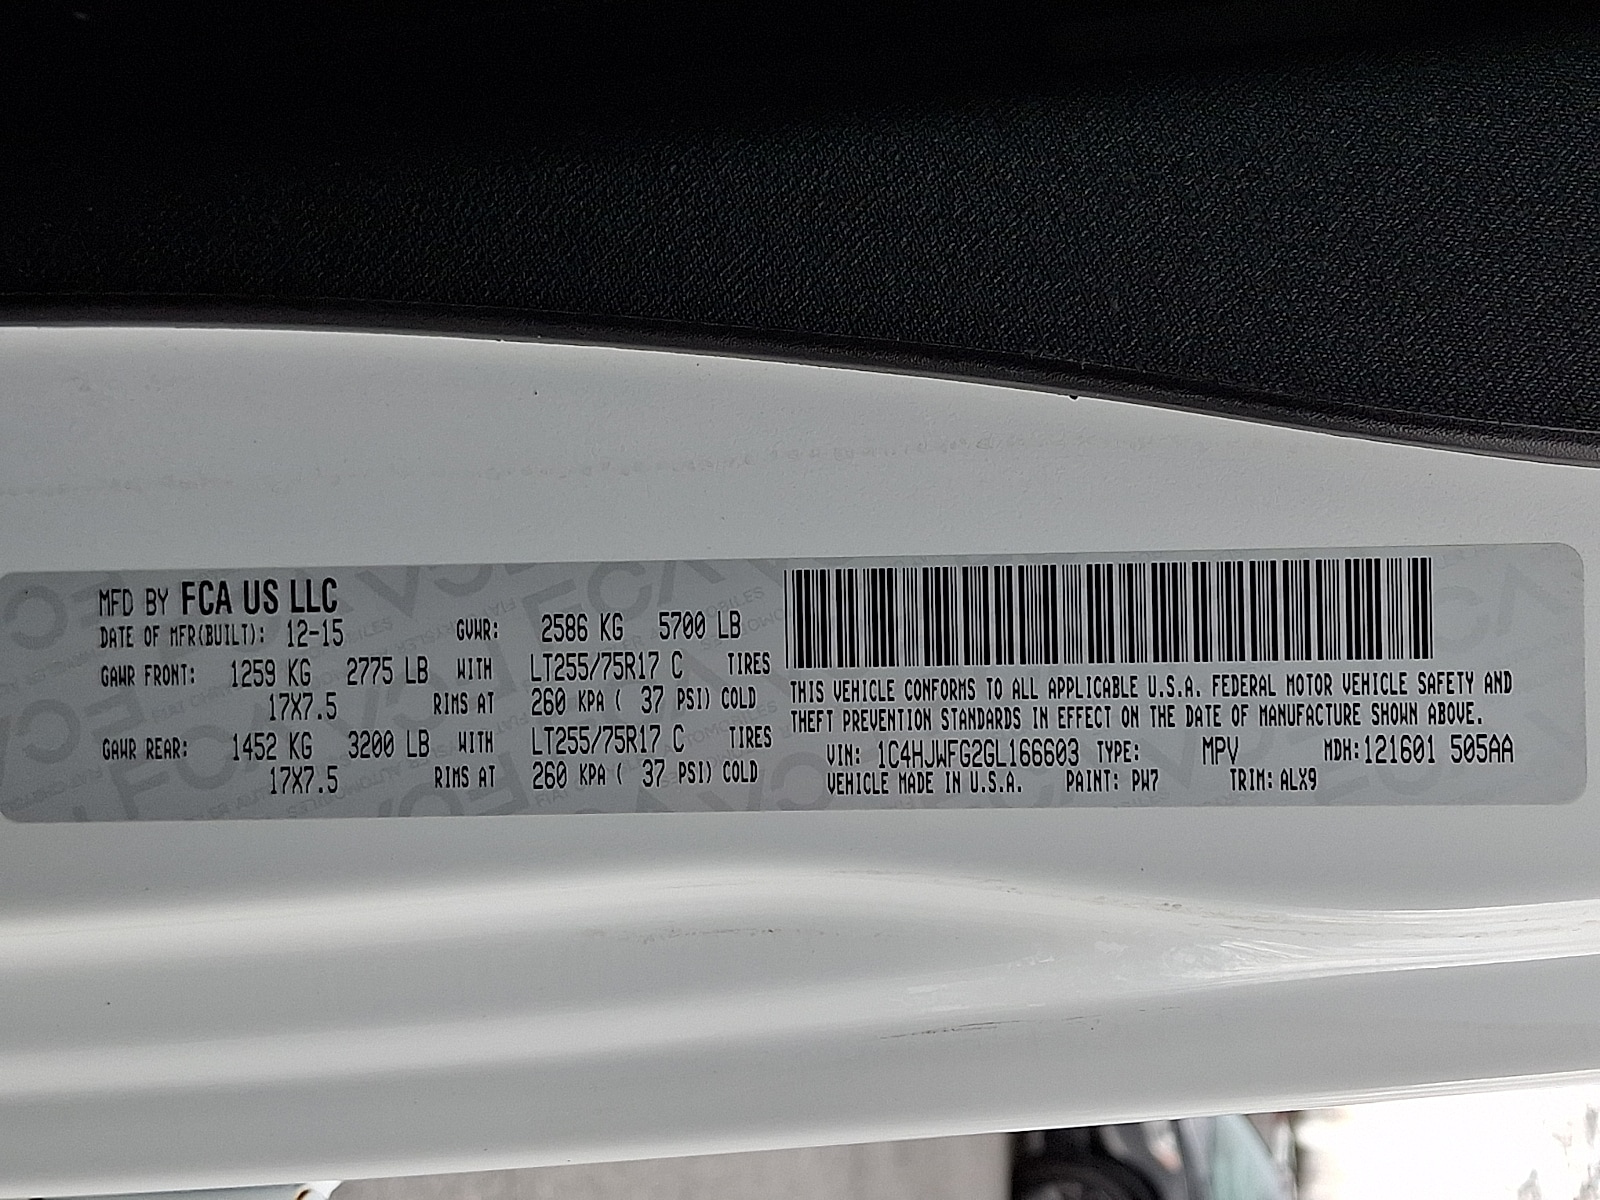 MFD BY FCA US LLC
DATE OF MFR(BUILT): 12-15 GVWR: 2586 KG 5700 LB
GAWR FRONT: 1259 KG 2775 LB WITH LT255/75R17 C TIRES
17X7.5 RIMS AT 260 KPA ( 37 PSI) COLD
GAWR REAR: 1452 KG 3200 LB WITH LT255/75R17 C TIRES
17X7.5 RIMS AT 260 KPA ( 37 PSI) COLD
THIS VEHICLE CONFORMS TO ALL APPLICABLE U.S.A. FEDERAL MOTOR VEHICLE SAFETY AND
THEFT PREVENTION STANDARDS IN EFFECT ON THE DATE OF MANUFACTURE SHOWN ABOVE.
VIN: 1C4HJWFG2GL166603 TYPE: MPV MDH:121601 505AA
VEHICLE MADE IN U.S.A. PAINT: PW7 TRIM: ALX9